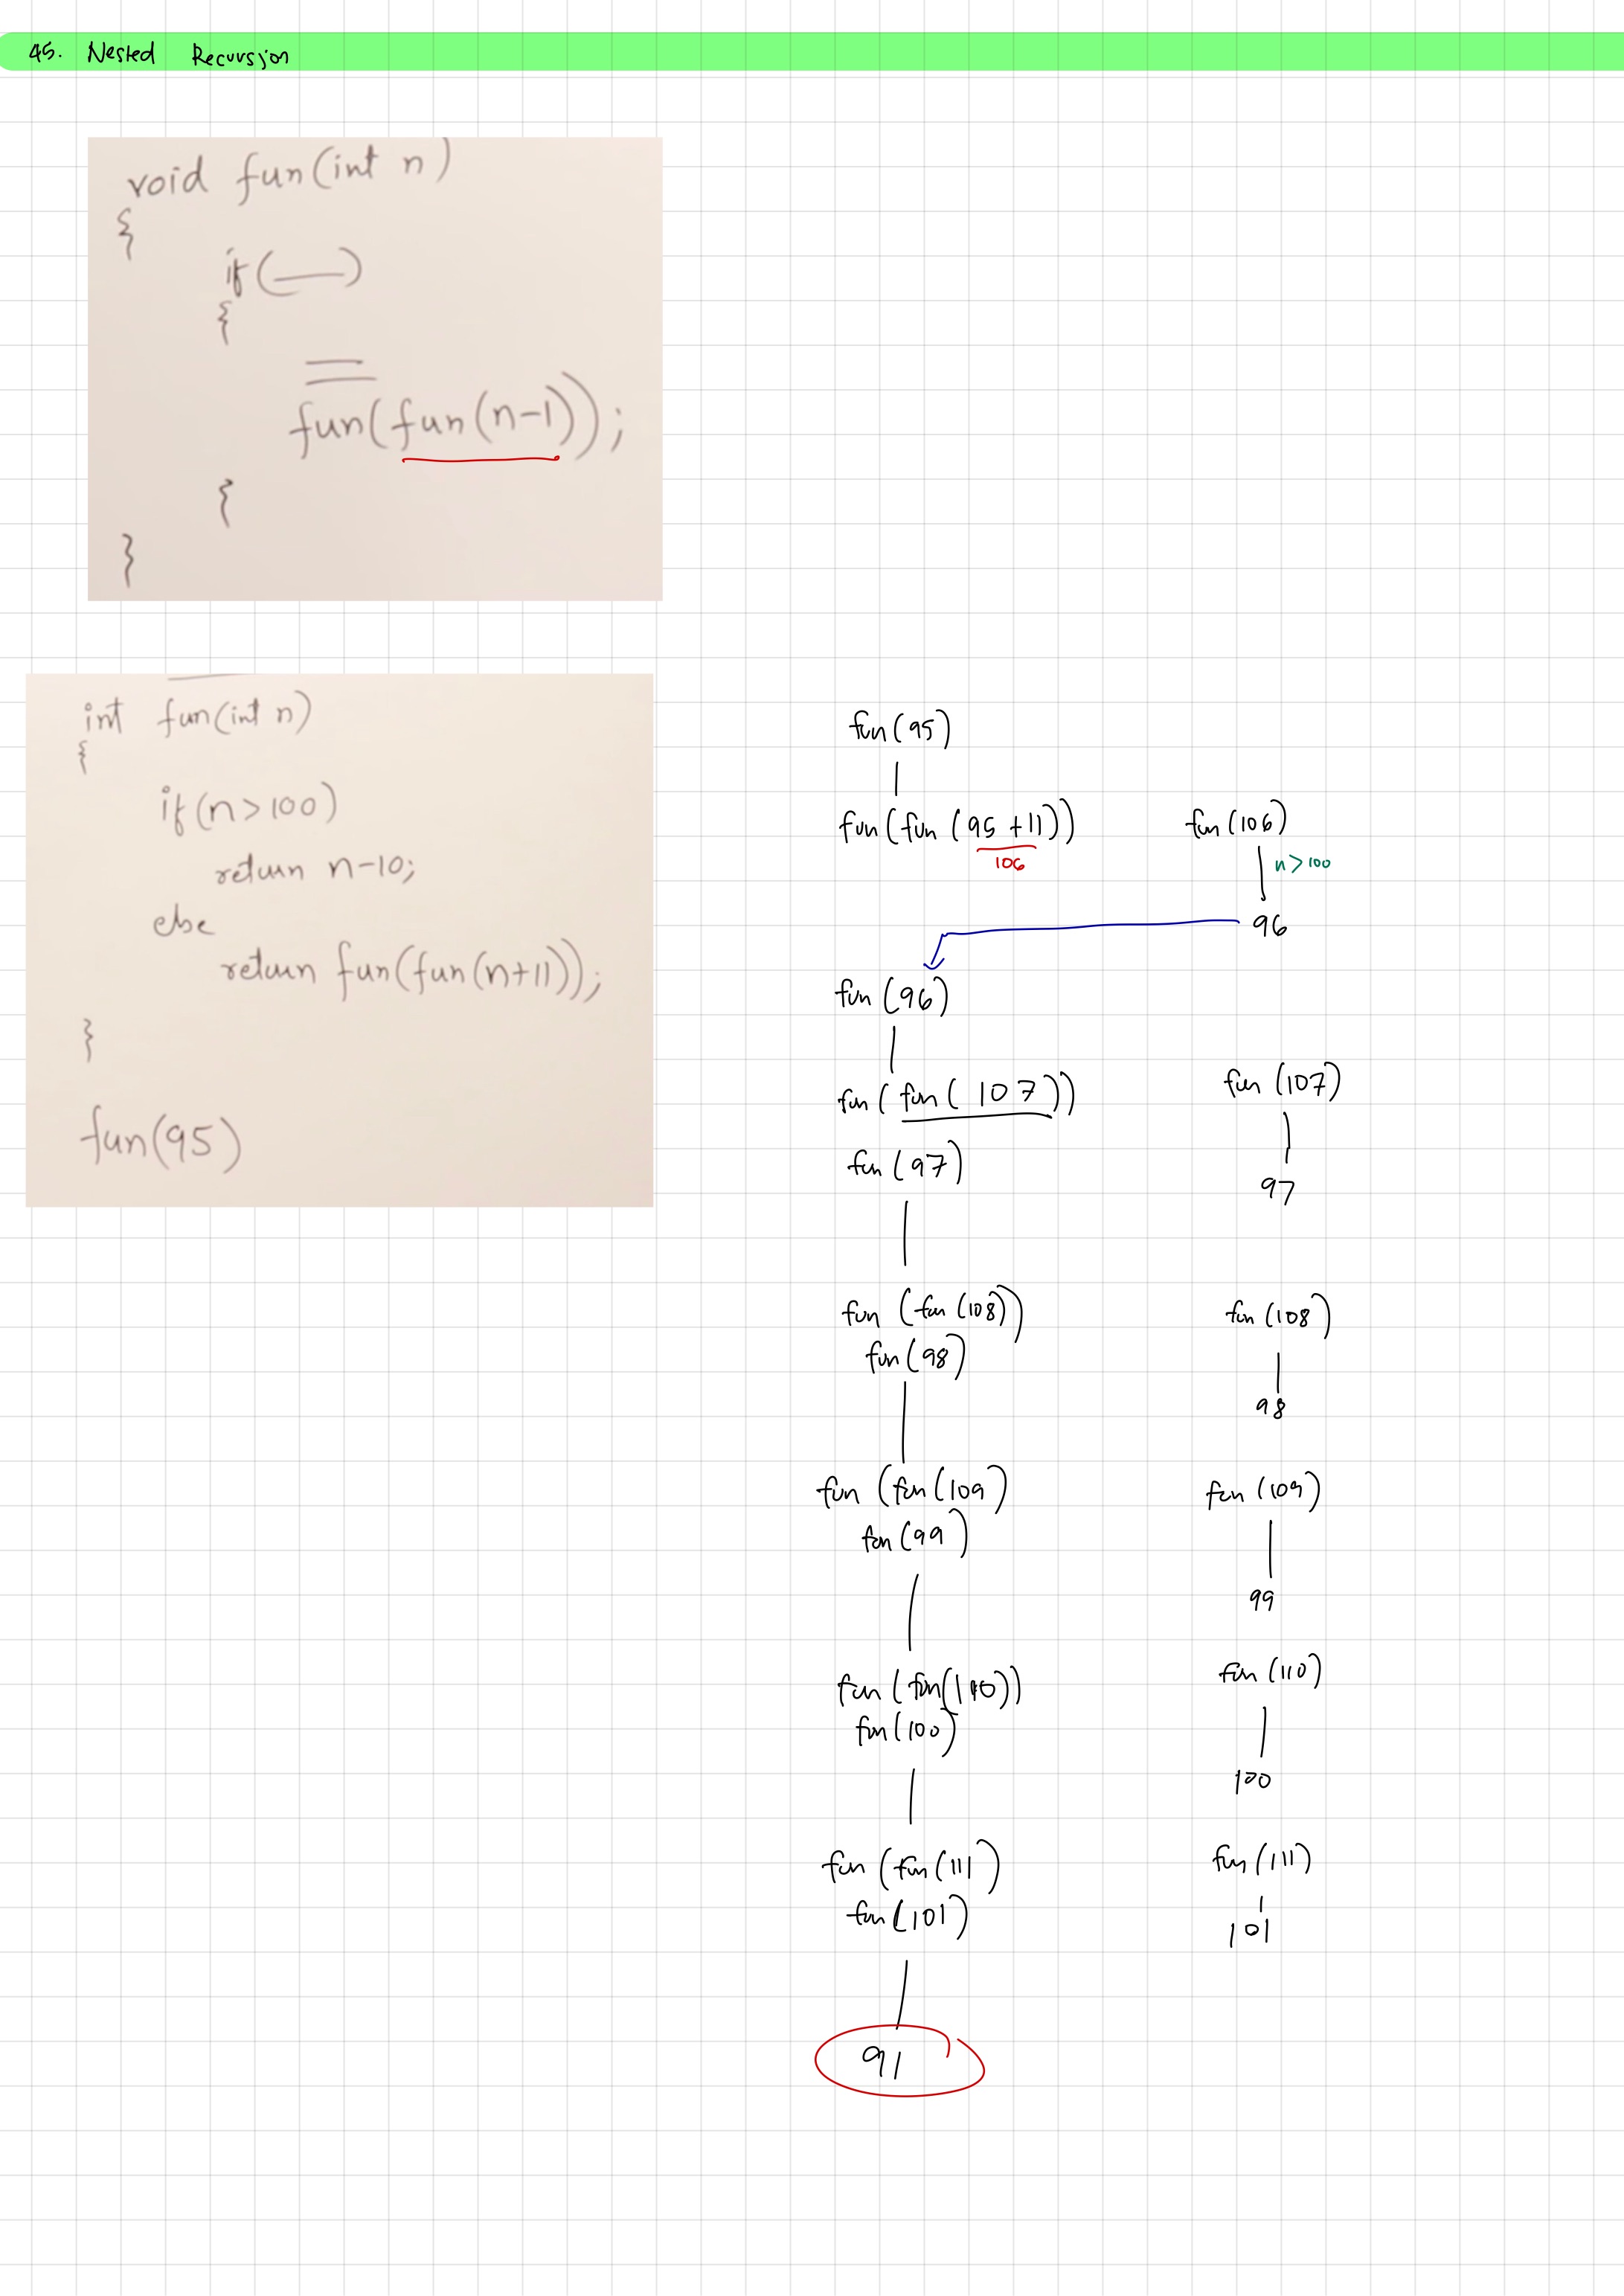 45. Nested Recursion
void fun(int n)
{
if(___)
{
fun(fun(n-1));
{
}
int fun(int n)
{
if(n>100)
return n-10;
else
return fun(fun(n+11));
}
fun(95)
fun(95)
fun(fun(95+11))
106
fun(106)
n>100
96
fun(96)
fun(fun(107))
fun(107)
fun(97)
97
fun(fun(108))
fun(108)
fun(98)
98
fun(fun(109)
fun(109)
fun(99)
99
fun(fun(110))
fun(110)
fun(100)
100
fun(fun(111)
fun(111)
fun(101)
101
91